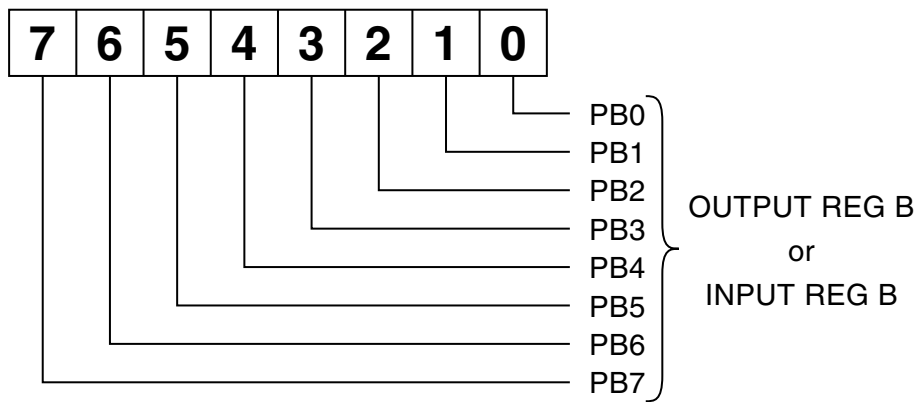 7 6 5 4 3 2 1 0
PB0
PB1
PB2
PB3
PB4
PB5
PB6
PB7
OUTPUT REG B
or
INPUT REG B